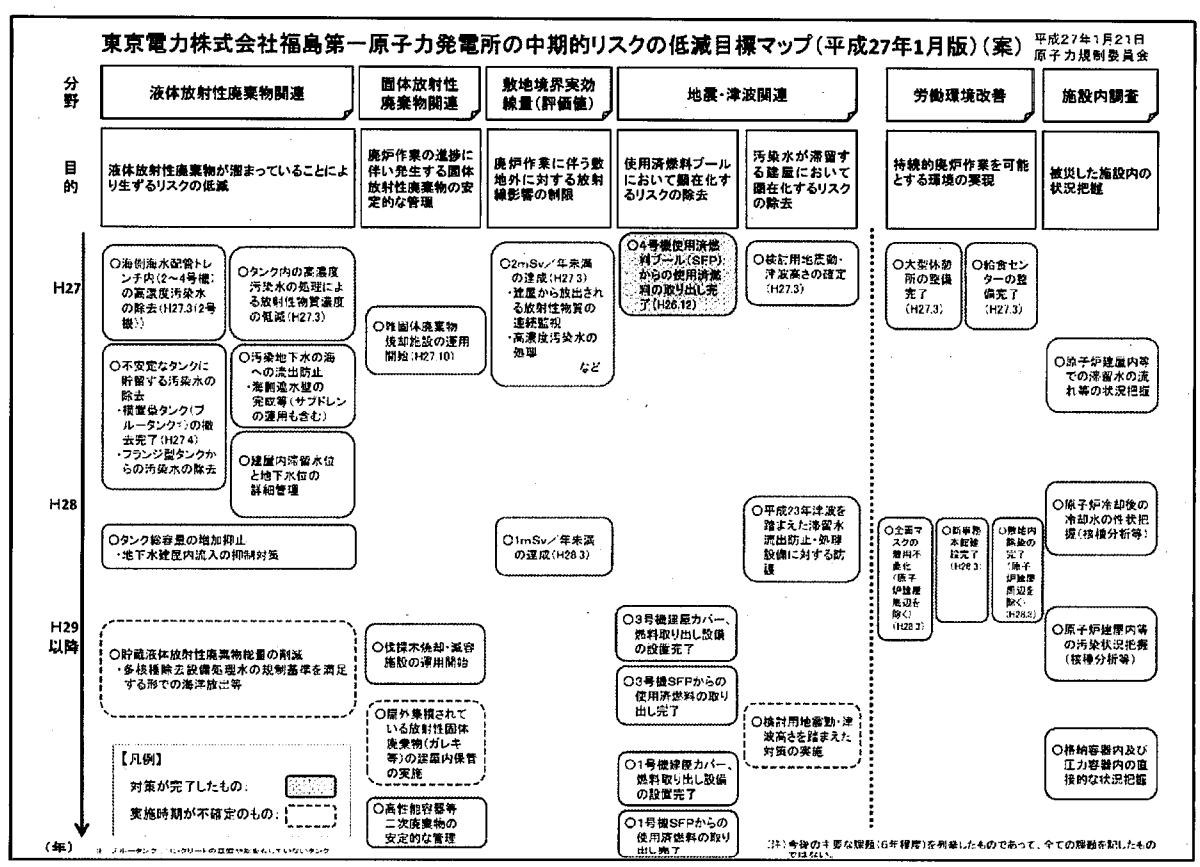 東京電力株式会社福島第一原子力発電所の中期的リスクの低減目標マップ(平成27年1月版)(案)
平成27年1月21日
原子力規制委員会
分野
液体放射性廃棄物関連
固体放射性
廃棄物関連
敷地境界実効
線量(評価値)
地震・津波関連
労働環境改善
施設内調査
目的
液体放射性廃棄物が溜まっていることによ
り生ずるリスクの低減
廃炉作業の進捗に
伴い発生する固体
放射性廃棄物の安
定的な管理
廃炉作業に伴う敷
地外に対する放射
線影響の制限
使用済燃料プール
において顕在化す
るリスクの除去
汚染水が滞留す
る建屋において
顕在化するリスク
の除去
持続的廃炉作業を可能
とする環境の実現
被災した施設内の
状況把握
H27
○海側海水配管トレ
ンチ内(2〜4号機)
の高濃度汚染水
の除去(H27.3(2号
機))
○タンク内の高濃度
汚染水の処理によ
る放射性物質濃度
の低減(H27.3)
○不安定なタンクに
貯留する汚染水の
除去
・横置型タンク(ブ
ルータンク)の撤
去完了(H27.4)
・フランジ型タンクか
らの汚染水の除去
○汚染地下水の海
への流出防止
・海側遮水壁の
完成等(サブドレン
の運用も含む)
○建屋内滞留水位
と地下水位の
詳細管理
○雑固体廃棄物
焼却施設の運用
開始(H27.10)
○2mSv/年未満
の達成(H27.3)
・建屋から放出され
る放射性物質の
連続監視
・高濃度汚染水の
処理
など
○4号機使用済燃
料プール(SFP)
からの使用済燃
料の取り出し完
了(H26.12)
○検討用地震動・
津波高さの確定
(H27.3)
○大型休憩
所の整備
完了
(H27.3)
○給食セン
ターの整
備完了
(H27.3)
○原子炉建屋内等
での滞留水の流
れ等の状況把握
H28
○タンク総容量の増加抑止
・地下水建屋内流入の抑制対策
○1mSv/年未満
の達成(H28.3)
○平成23年津波を
踏まえた滞留水
流出防止・処理
設備に対する防
護
○全面マ
スクの
着用不
要化
(原子
炉建屋
周辺を
除く)
(H28.3)
○新事務
本館建
設完了
(H28.3)
○敷地内
除染の
完了
(原子
炉建屋
周辺を
除く)
(H28.3)
○原子炉冷却後の
冷却水の性状把
握(核種分析等)
H29
以降
○貯蔵液体放射性廃棄物総量の削減
・多核種除去設備処理水の規制基準を満足
する形での海洋放出等
○伐採木焼却・減容
施設の運用開始
○屋外集積されて
いる放射性固体
廃棄物(ガレキ
等)の建屋内保管
の実施
○高性能容器等
二次廃棄物の
安定的な管理
○3号機建屋カバー、
燃料取り出し設備
の設置完了
○3号機SFPからの
使用済燃料の取り
出し完了
○1号機建屋カバー、
燃料取り出し設備
の設置完了
○1号機SFPからの
使用済燃料の取り
出し完了
○検討用地震動・津
波高さを踏まえた
対策の実施
○原子炉建屋内等
の汚染状況把握
(核種分析等)
○格納容器内及び
圧力容器内の直
接的な状況把握
【凡例】
対策が完了したもの:
実施時期が不確定のもの:
(年)
(注)今後の主要な課題(6年程度)を列挙したものであって、全ての課題を記したもの
ではない。